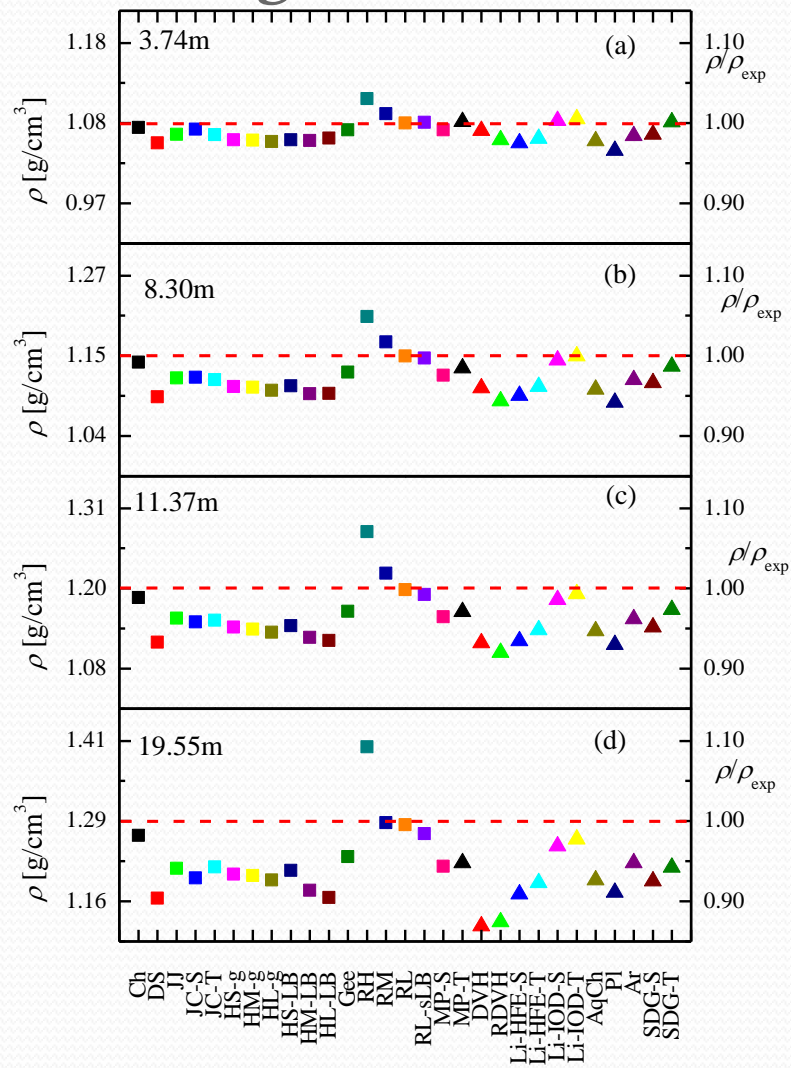 g
1.18
3.74m
(a)
1.10
ρ/ρexp
1.08
1.00
0.97
0.90
ρ [g/cm3]
1.27
8.30m
(b)
1.10
ρ/ρexp
1.15
1.00
1.04
0.90
ρ [g/cm3]
1.31
11.37m
(c)
1.10
ρ/ρexp
1.20
1.00
1.08
0.90
ρ [g/cm3]
1.41
19.55m
(d)
1.10
ρ/ρexp
1.29
1.00
1.16
0.90
ρ [g/cm3]
Ch
DS
JJ
JC-S
JC-T
HS-g
HM-g
HL-g
HS-LB
HM-LB
HL-LB
Gee
RH
RM
RL
RL-sLB
MP-S
MP-T
DVH
RDVH
Li-HFE-S
Li-HFE-T
Li-IOD-S
Li-IOD-T
AqCh
Pl
Ar
SDG-S
SDG-T